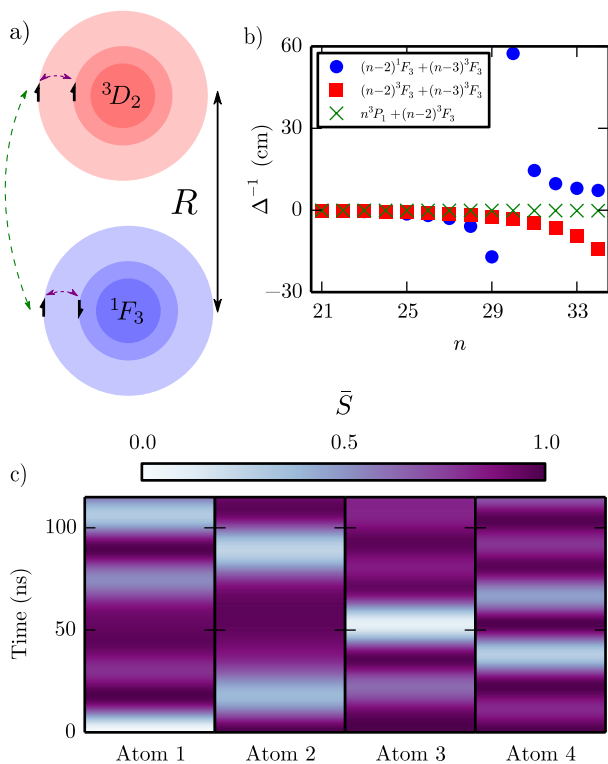 a)
³D₂
R
¹F₃
b)
Δ⁻¹ (cm)
60
30
0
−30
(n−2)¹F₃ + (n−3)³F₃
(n−2)³F₃ + (n−3)³F₃
n³P₁ + (n−2)³F₃
21 25 29 33
n
S̄
0.0 0.5 1.0
c)
Time (ns)
100
50
0
Atom 1 Atom 2 Atom 3 Atom 4